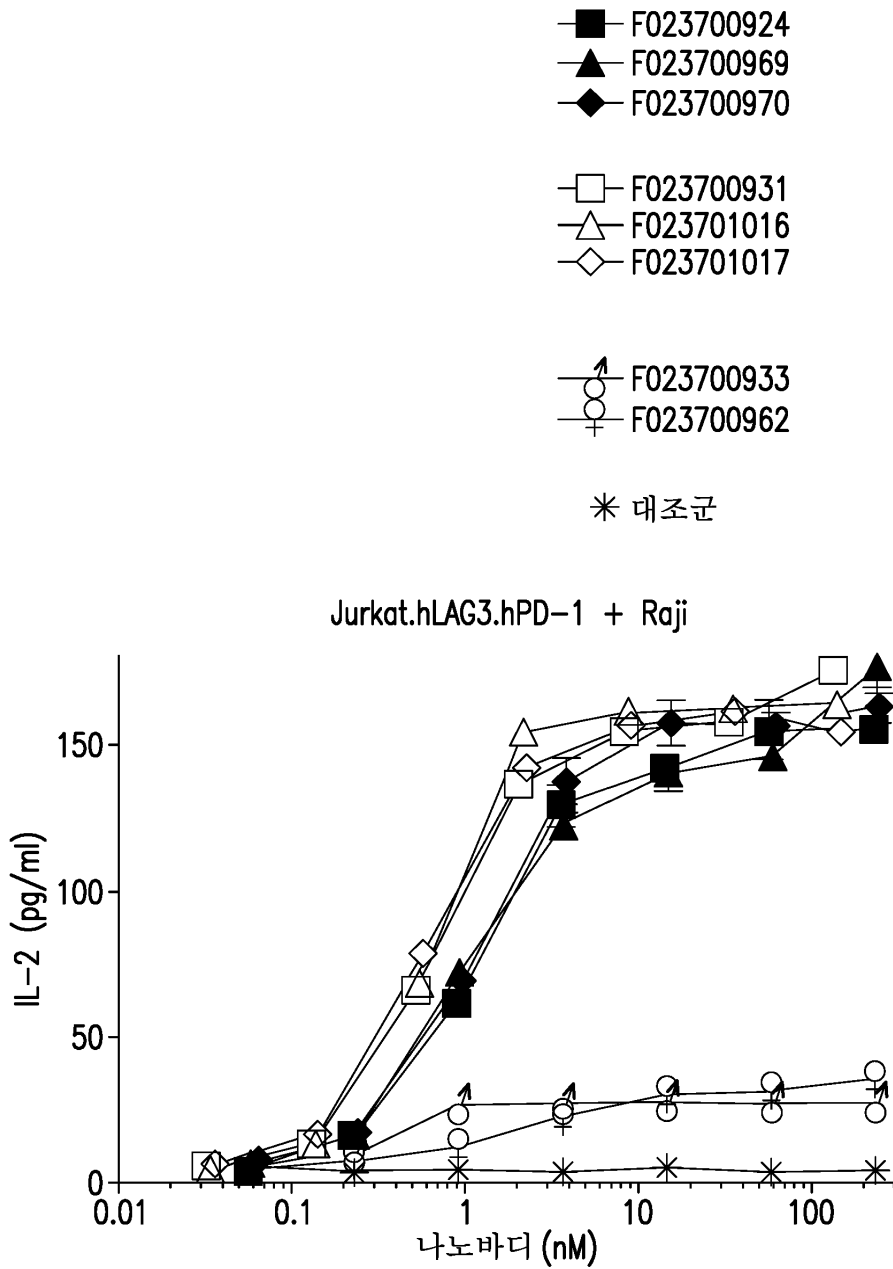 F023700924
F023700969
F023700970
F023700931
F023701016
F023701017
F023700933
F023700962
대조군
Jurkat.hLAG3.hPD-1 + Raji
IL-2 (pg/ml)
150
100
50
0
0.01 0.1 1 10 100
나노바디 (nM)